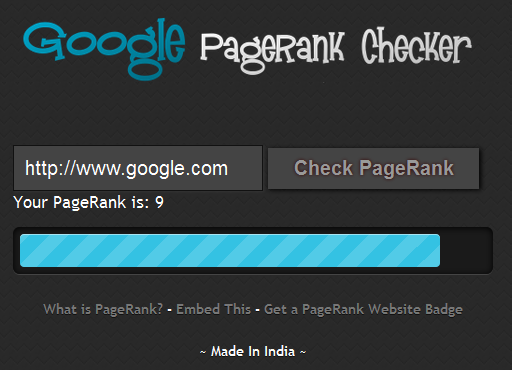 Google PageRank Checker
http://www.google.com Check PageRank
Your PageRank is: 9
What is PageRank? - Embed This - Get a PageRank Website Badge
~ Made In India ~